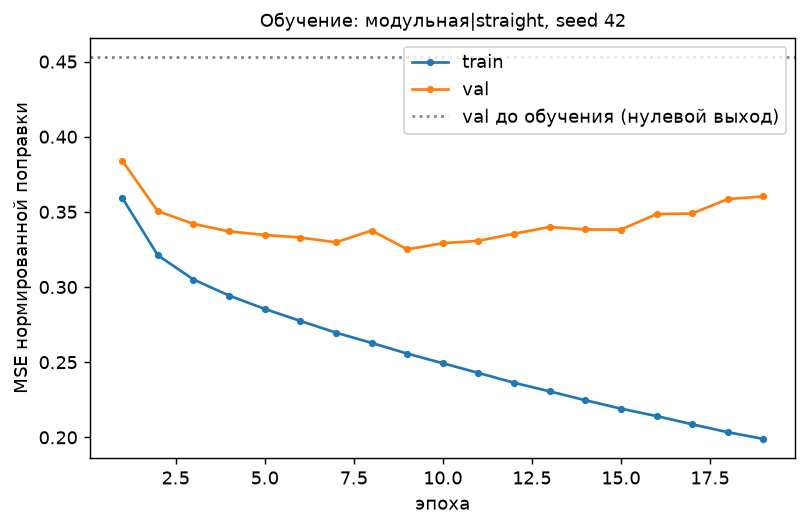 Обучение: модульная|straight, seed 42
MSE нормированной поправки
0.45
0.40
0.35
0.30
0.25
0.20
train
val
val до обучения (нулевой выход)
2.5 5.0 7.5 10.0 12.5 15.0 17.5
эпоха